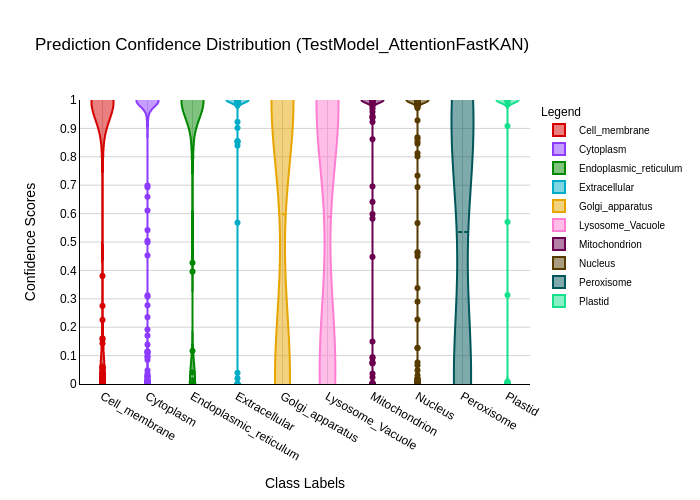 Prediction Confidence Distribution (TestModel_AttentionFastKAN)
Confidence Scores
1
0.9
0.8
0.7
0.6
0.5
0.4
0.3
0.2
0.1
0
Cell_membrane
Cytoplasm
Endoplasmic_reticulum
Extracellular
Golgi_apparatus
Lysosome_Vacuole
Mitochondrion
Nucleus
Peroxisome
Plastid
Class Labels
Legend
Cell_membrane
Cytoplasm
Endoplasmic_reticulum
Extracellular
Golgi_apparatus
Lysosome_Vacuole
Mitochondrion
Nucleus
Peroxisome
Plastid